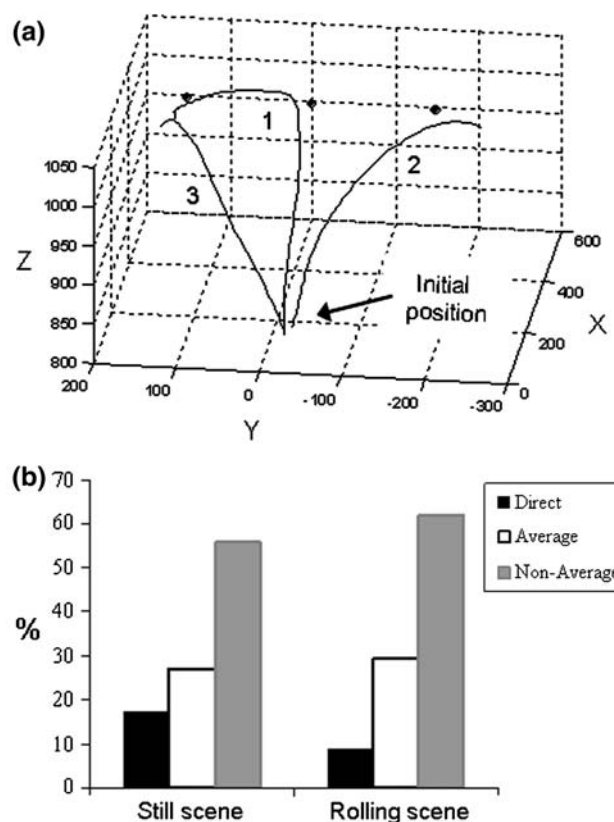 (a)
1050
1000
950
900
850
800
Z
200
100
0
-100
-200
-300
Y
0
200
400
600
X
1
2
3
Initial
position
(b)
70
60
50
40
30
20
10
0
%
Direct
Average
Non-Average
Still scene
Rolling scene